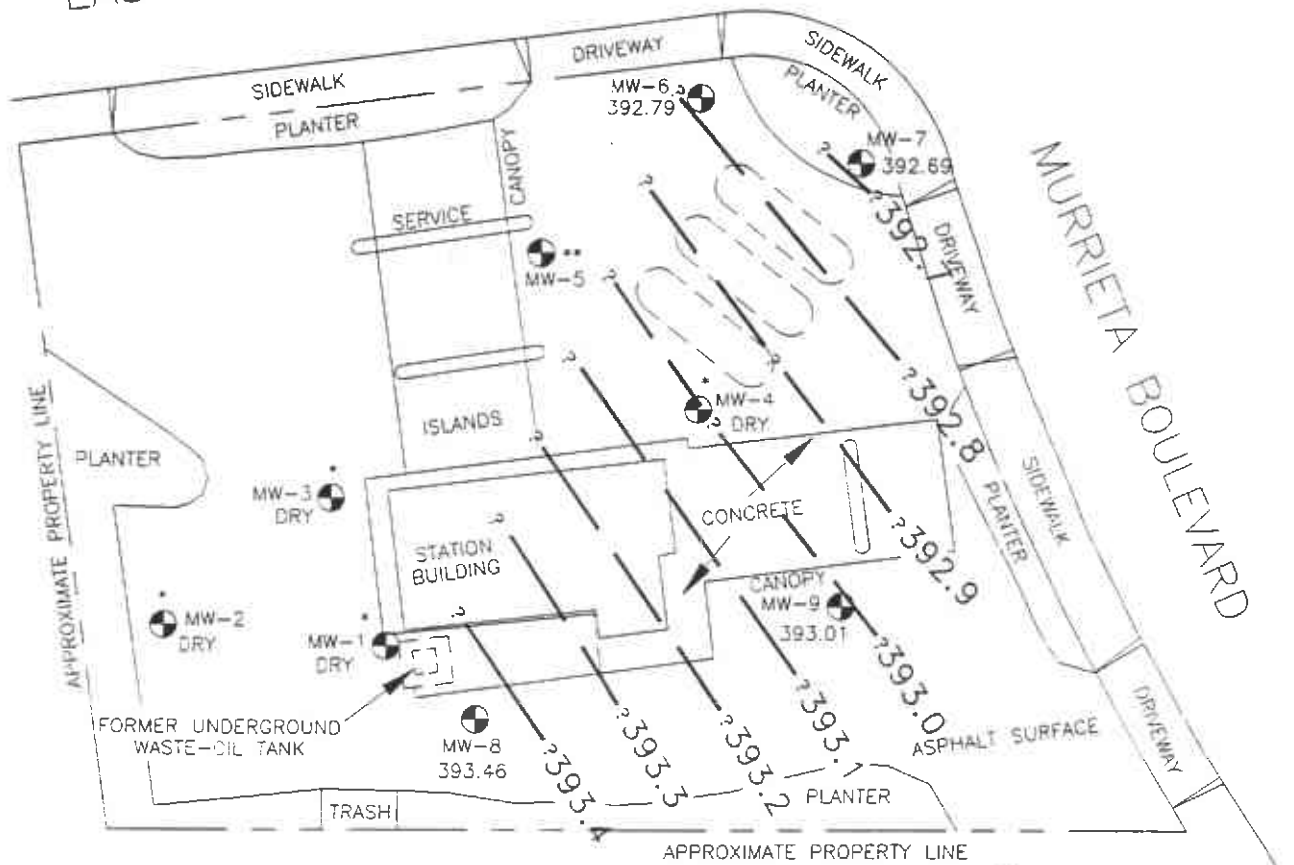 SIDEWALK
DRIVEWAY
SIDEWALK
PLANTER
PLANTER
MW-6
392.79
MW-7
392.69
CANOPY
SERVICE
MW-5
**
?392.7
DRIVEWAY
MURRIETA BOULEVARD
?392.8
MW-4
DRY
ISLANDS
PLANTER
MW-3
DRY
CONCRETE
SIDEWALK
PLANTER
STATION
BUILDING
?392.9
APPROXIMATE PROPERTY LINE
MW-2
DRY
MW-1
DRY
CANOPY
MW-9
393.01
?393.0
FORMER UNDERGROUND
WASTE-OIL TANK
MW-8
393.46
?393.4
?393.3
?393.2
?393.1
ASPHALT SURFACE
DRIVEWAY
TRASH
PLANTER
APPROXIMATE PROPERTY LINE